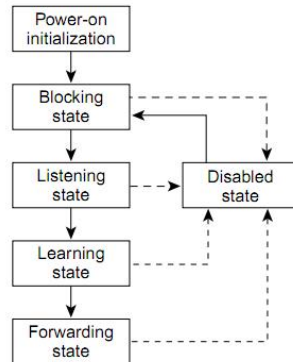 Power-on
initialization
Blocking
state
Listening
state
Disabled
state
Learning
state
Forwarding
state